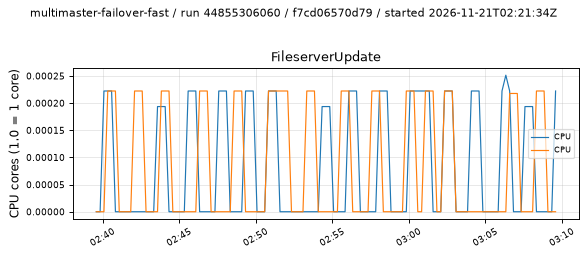 multimaster-failover-fast / run 44855306060 / f7cd06570d79 / started 2026-11-21T02:21:34Z
FileserverUpdate
CPU cores (1.0 = 1 core)
0.00025
0.00020
0.00015
0.00010
0.00005
0.00000
CPU
CPU
02:40
02:45
02:50
02:55
03:00
03:05
03:10